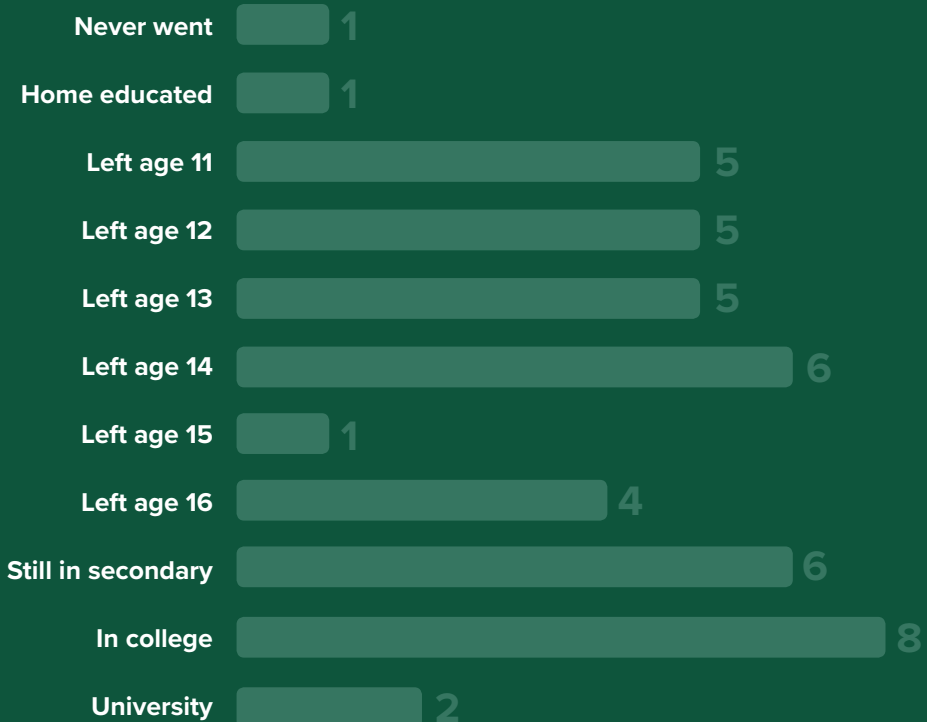 Never went 1
Home educated 1
Left age 11 5
Left age 12 5
Left age 13 5
Left age 14 6
Left age 15 1
Left age 16 4
Still in secondary 6
In college 8
University 2